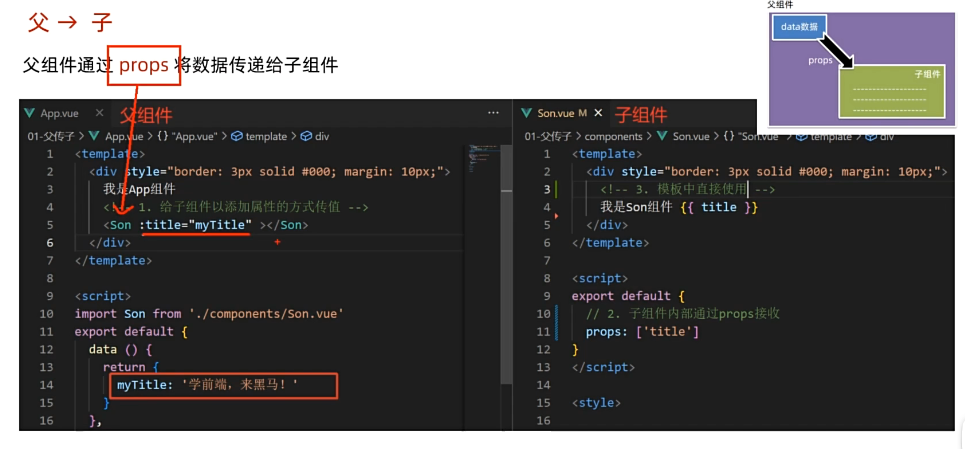 父 → 子
父组件通过 props 将数据传递给子组件
父组件
data数据
props
子组件
App.vue × 父组件 ···
01-父传子 > App.vue > {} "App.vue" > template > div
1 <template>
2 <div style="border: 3px solid #000; margin: 10px;">
3 我是App组件
4 <!-- 1. 给子组件以添加属性的方式传值 -->
5 <Son :title="myTitle" ></Son>
6 </div>
7 </template>
8
9 <script>
10 import Son from './components/Son.vue'
11 export default {
12 data () {
13 return {
14 myTitle: '学前端，来黑马！'
15 }
16 },
Son.vue M × 子组件
01-父传子 > components > Son.vue > {} "Son.vue" > template > div
1 <template>
2 <div style="border: 3px solid #000; margin: 10px;">
3 <!-- 3. 模板中直接使用 -->
4 我是Son组件 {{ title }}
5 </div>
6 </template>
7
8 <script>
9 export default {
10 // 2. 子组件内部通过props接收
11 props: ['title']
12 }
13 </script>
14
15 <style>
16